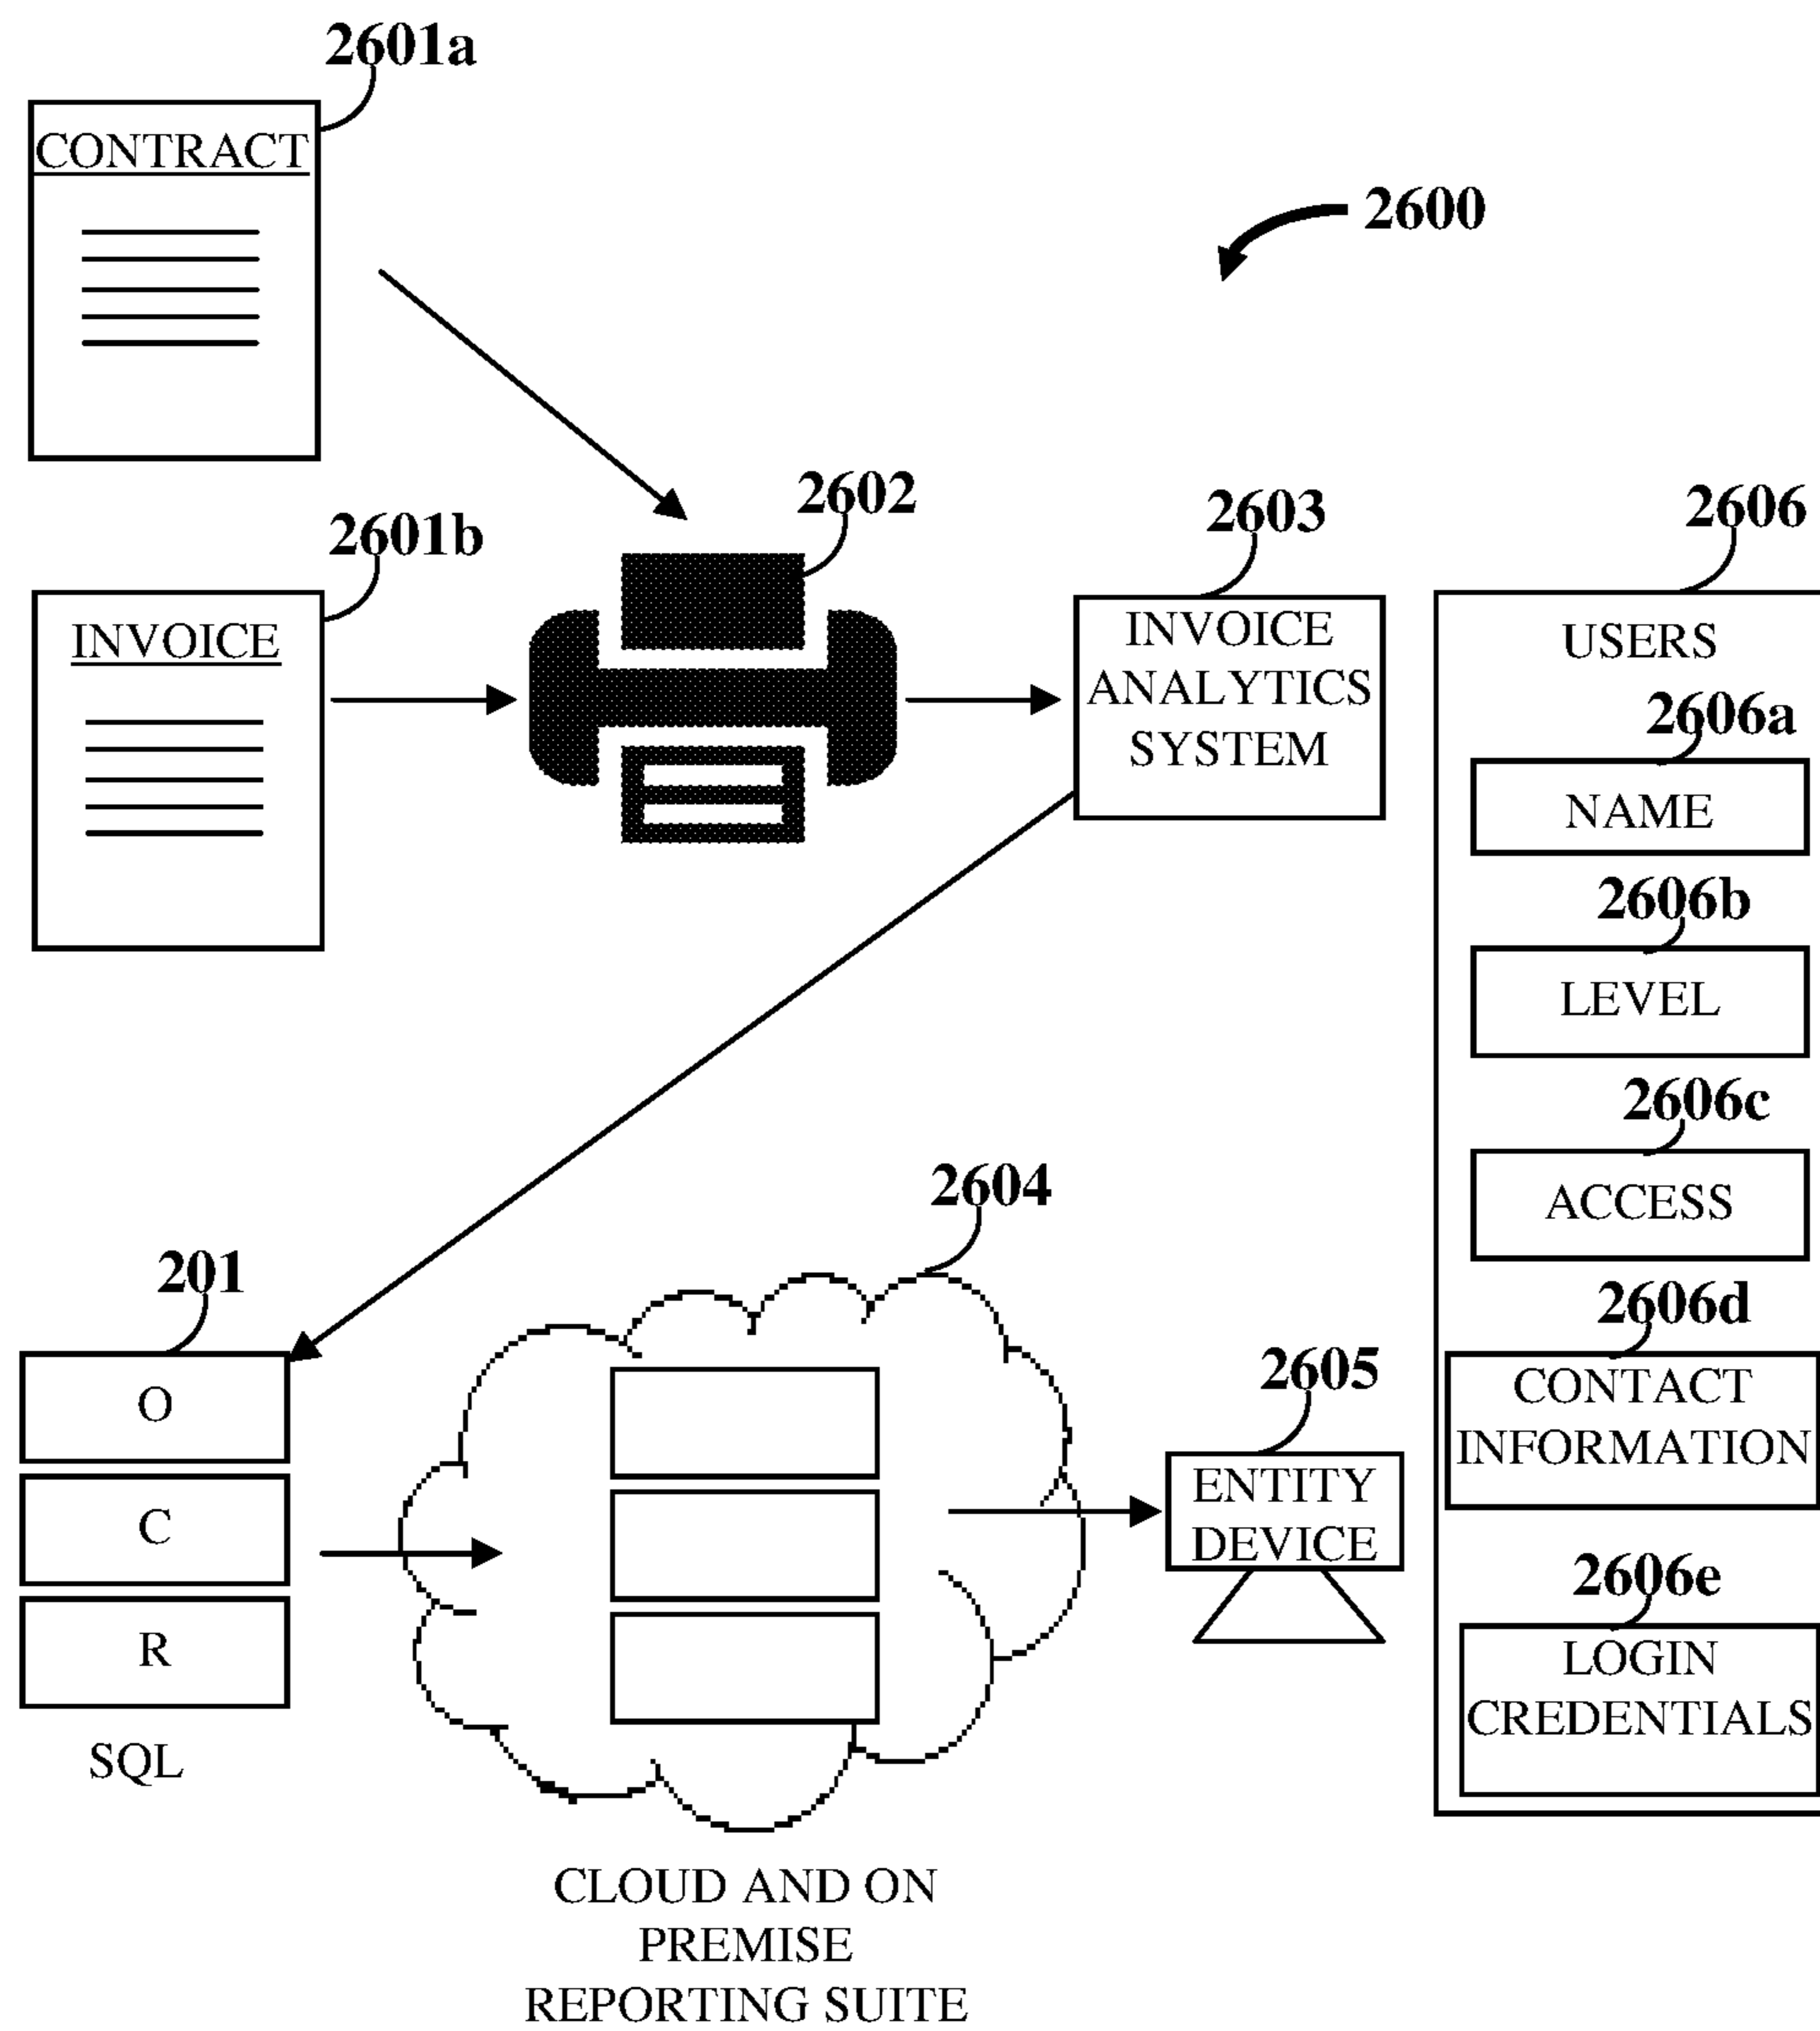 2601a
CONTRACT
2600
2601b
INVOICE
2602
2603
INVOICE
ANALYTICS
SYSTEM
2606
USERS
2606a
NAME
2606b
LEVEL
2606c
ACCESS
2606d
CONTACT
INFORMATION
2606e
LOGIN
CREDENTIALS
201
O
C
R
SQL
2604
CLOUD AND ON
PREMISE
REPORTING SUITE
2605
ENTITY
DEVICE